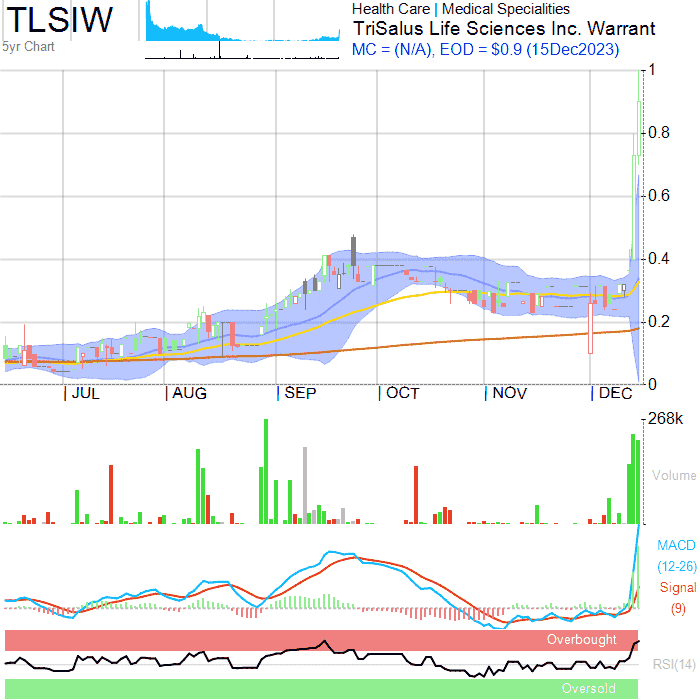 TLSIW
5yr Chart
Health Care | Medical Specialities
TriSalus Life Sciences Inc. Warrant
MC = (N/A), EOD = $0.9 (15Dec2023)
1
0.8
0.6
0.4
0.2
0
JUL AUG SEP OCT NOV DEC
268k
Volume
MACD
(12-26)
Signal
(9)
Overbought
RSI(14)
Oversold